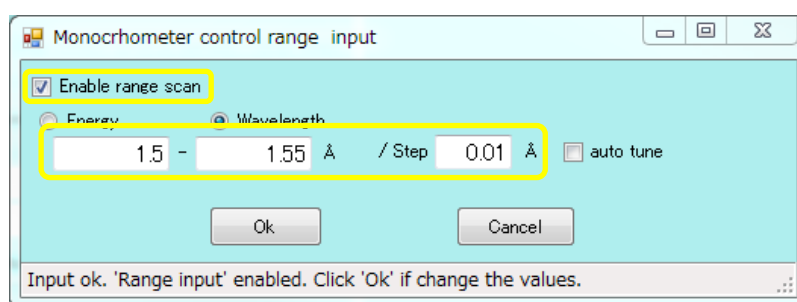 Monocrhometer control range input
Enable range scan
Energy Wavelength
1.5 - 1.55 Å / Step 0.01 Å auto tune
Ok Cancel
Input ok. 'Range input' enabled. Click 'Ok' if change the values.